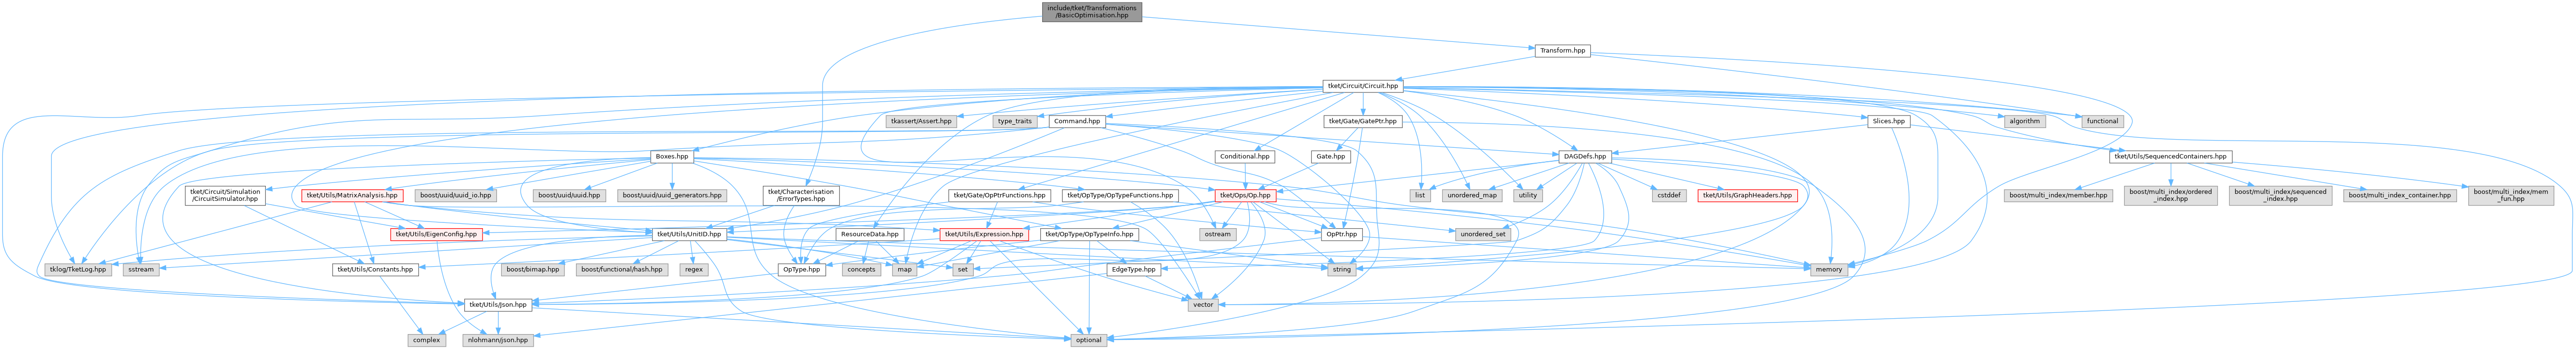 include/tket/Transformations
/BasicOptimisation.hpp
Transform.hpp
tket/Circuit/Circuit.hpp
tkassert/Assert.hpp
type_traits
Command.hpp
tket/Gate/GatePtr.hpp
Slices.hpp
algorithm
functional
Boxes.hpp
Conditional.hpp
Gate.hpp
DAGDefs.hpp
tket/Utils/SequencedContainers.hpp
tket/Circuit/Simulation
/CircuitSimulator.hpp
tket/Utils/MatrixAnalysis.hpp
boost/uuid/uuid_io.hpp
boost/uuid/uuid.hpp
boost/uuid/uuid_generators.hpp
tket/Characterisation
/ErrorTypes.hpp
tket/Gate/OpPtrFunctions.hpp
tket/OpType/OpTypeFunctions.hpp
tket/Ops/Op.hpp
list
unordered_map
utility
cstddef
tket/Utils/GraphHeaders.hpp
boost/multi_index/member.hpp
boost/multi_index/ordered
_index.hpp
boost/multi_index/sequenced
_index.hpp
boost/multi_index_container.hpp
boost/multi_index/mem
_fun.hpp
tket/Utils/EigenConfig.hpp
tket/Utils/UnitID.hpp
ResourceData.hpp
tket/Utils/Expression.hpp
tket/OpType/OpTypeInfo.hpp
ostream
OpPtr.hpp
unordered_set
tklog/TketLog.hpp
sstream
tket/Utils/Constants.hpp
boost/bimap.hpp
boost/functional/hash.hpp
regex
OpType.hpp
concepts
map
set
EdgeType.hpp
string
memory
tket/Utils/Json.hpp
vector
complex
nlohmann/json.hpp
optional